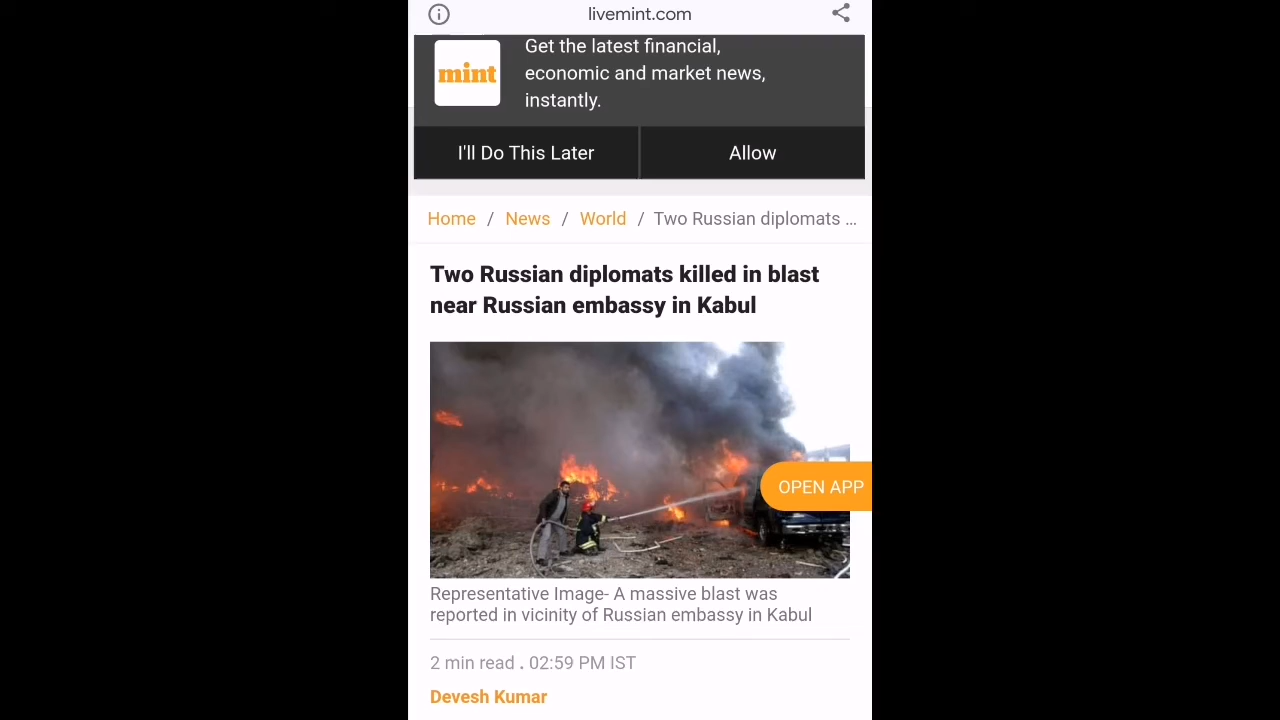 livemint.com
mint
Get the latest financial,
economic and market news,
instantly.
I'll Do This Later
Allow
Home / News / World / Two Russian diplomats ...
Two Russian diplomats killed in blast
near Russian embassy in Kabul
OPEN APP
Representative Image- A massive blast was
reported in vicinity of Russian embassy in Kabul
2 min read . 02:59 PM IST
Devesh Kumar